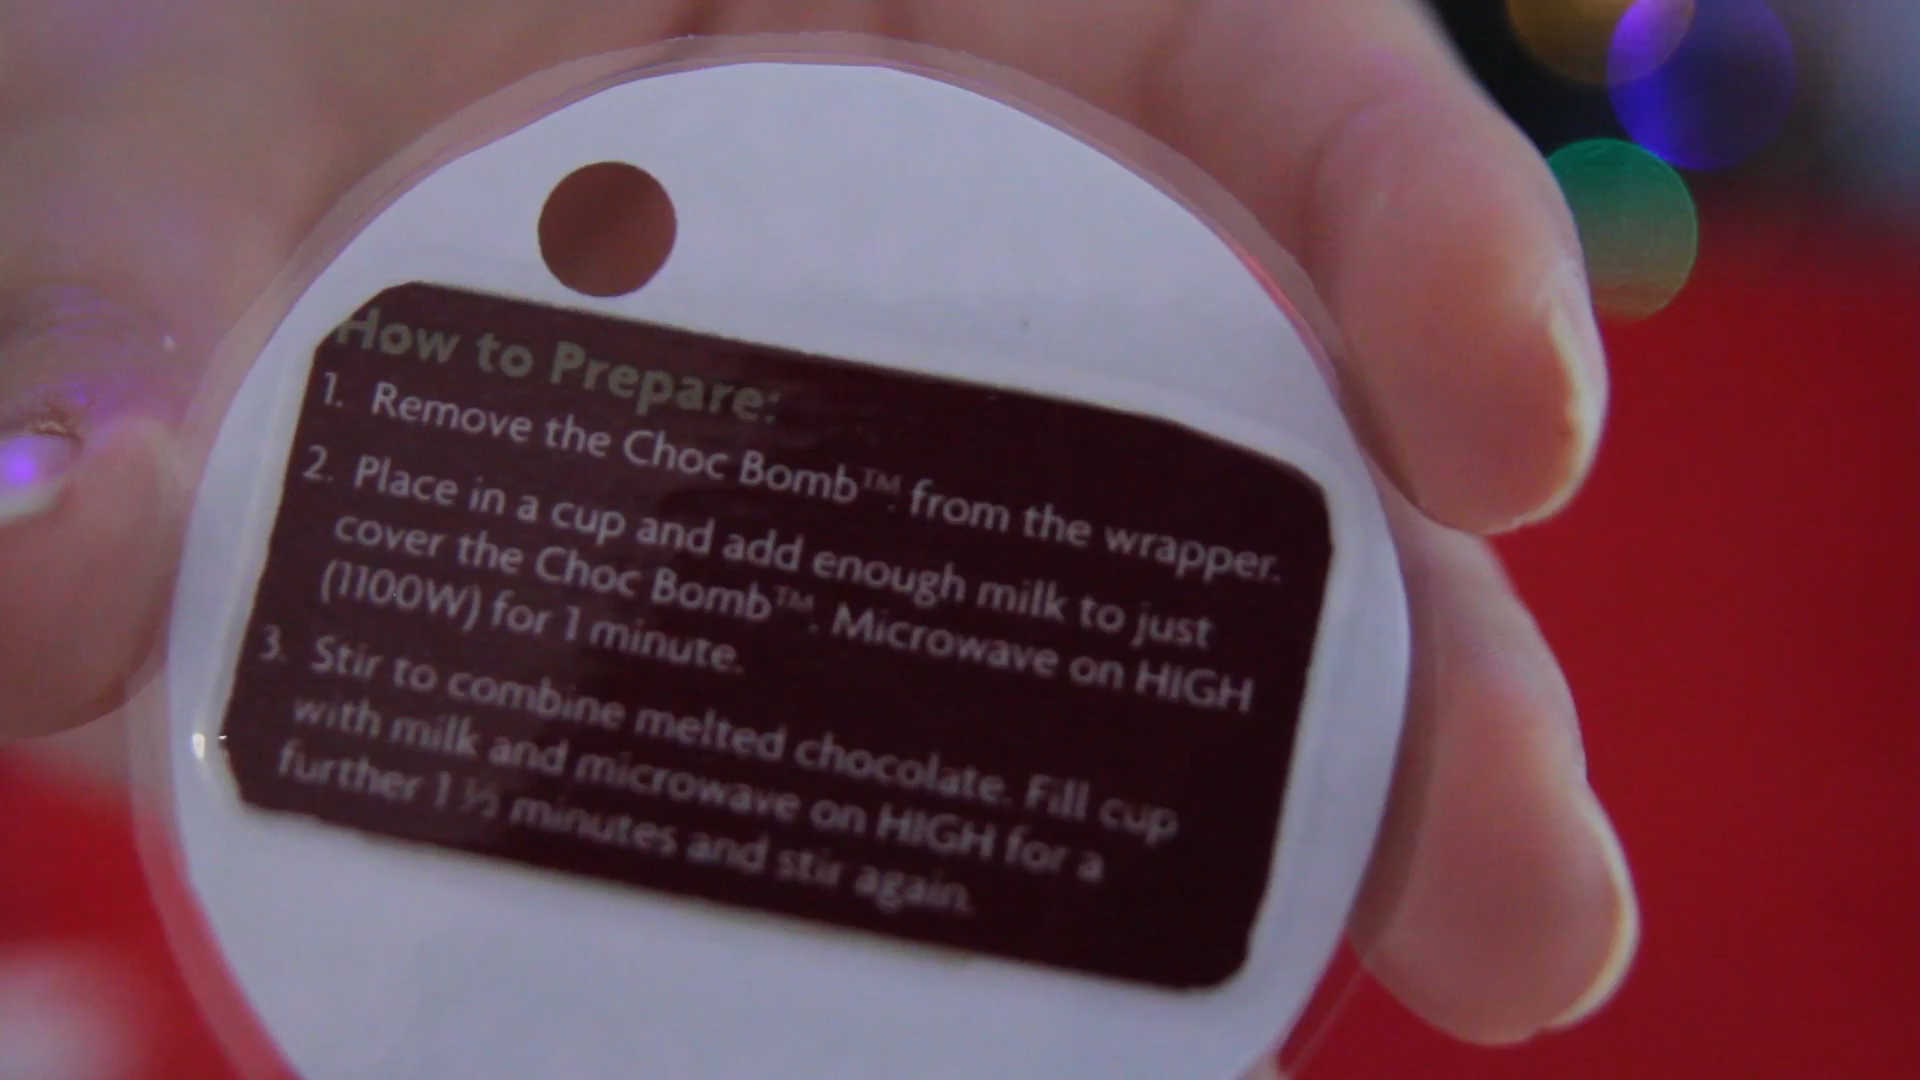 How to Prepare:
1. Remove the Choc Bomb™ from the wrapper.
2. Place in a cup and add enough milk to just
cover the Choc Bomb™. Microwave on HIGH
(1100W) for 1 minute.
3. Stir to combine melted chocolate. Fill cup
with milk and microwave on HIGH for a
further 1 ½ minutes and stir again.